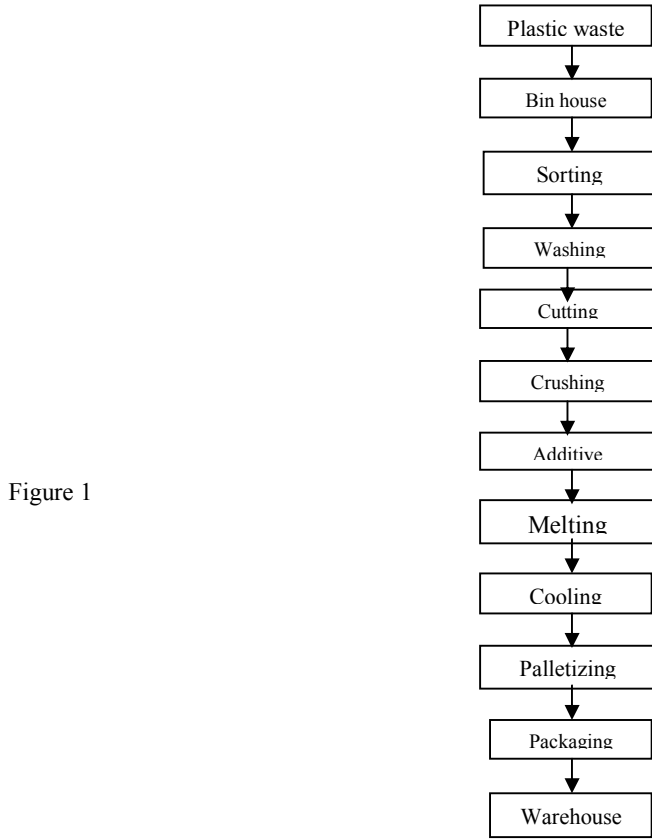 Plastic waste
Bin house
Sorting
Washing
Cutting
Crushing
Additive
Figure 1
Melting
Cooling
Palletizing
Packaging
Warehouse